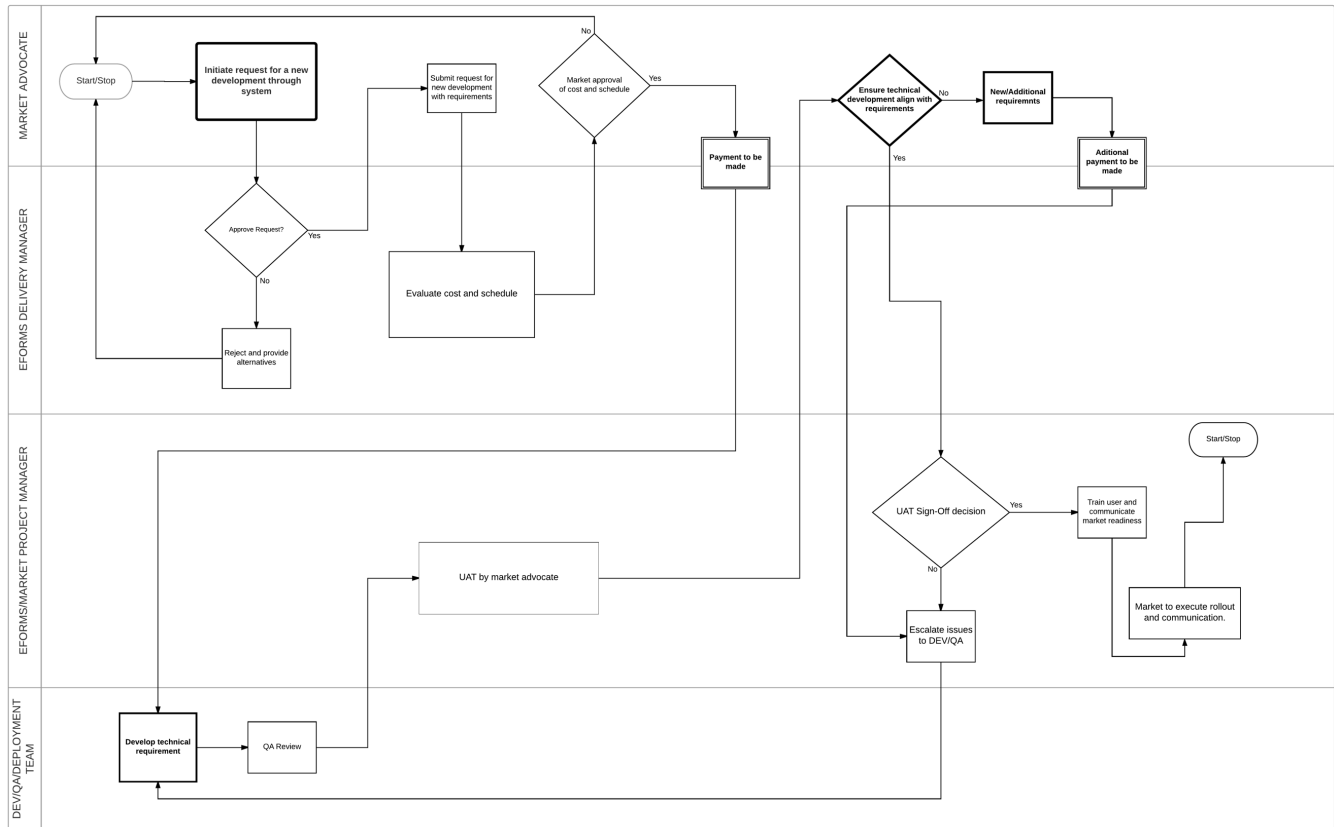 MARKET ADVOCATE
Start/Stop
Initiate request for a new
development through
system
Submit request for
new development
with requirements
No
Market approval
of cost and schedule
Yes
Payment to be
made
Ensure technical
development align with
requirements
No
Yes
New/Additional
requiremnts
Aditional
payment to be
made
EFORMS DELIVERY MANAGER
Approve Request?
Yes
No
Reject and provide
alternatives
Evaluate cost and schedule
EFORMS/MARKET PROJECT MANAGER
UAT by market advocate
UAT Sign-Off decision
Yes
No
Train user and
communicate
market readiness
Start/Stop
Market to execute rollout
and communication.
Escalate issues
to DEV/QA
DEV/QA/DEPLOYMENT
TEAM
Develop technical
requirement
QA Review